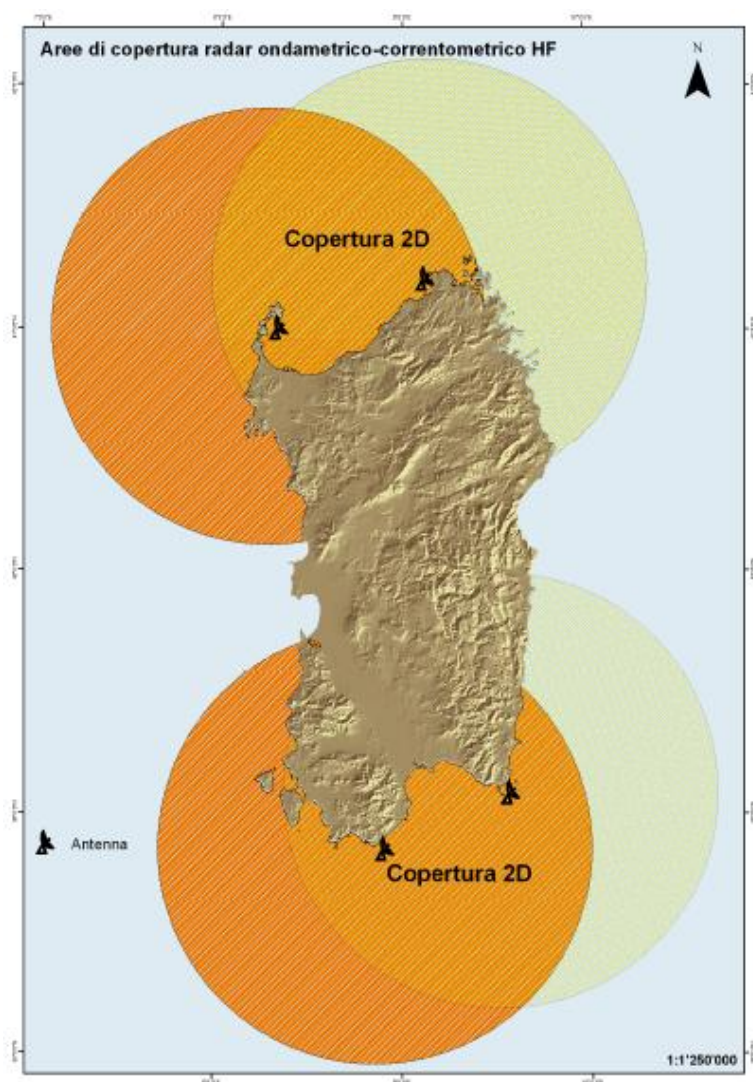 Aree di copertura radar ondametrico-correntometrico HF
N
Copertura 2D
Antenna
Copertura 2D
1:1'250'000